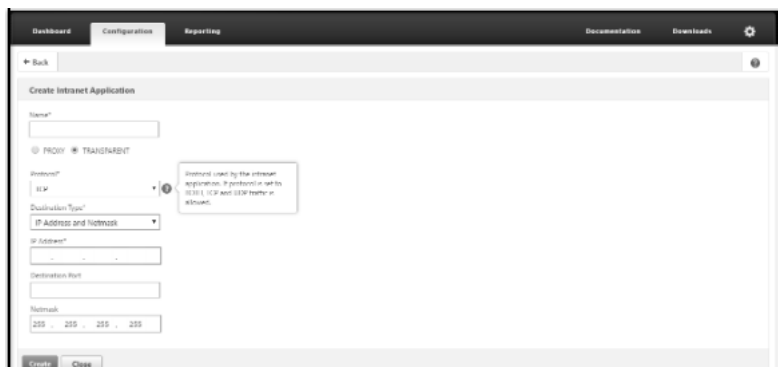 Dashboard Configuration Reporting Documentation Downloads
← Back
Create Intranet Application
Name*
PROXY TRANSPARENT
Protocol*
TCP
Protocol used by the intranet
application. If protocol is set to
BOTH, TCP and UDP traffic is
allowed.
Destination Type*
IP Address and Netmask
IP Address*
. . .
Destination Port
Netmask
255 . 255 . 255 . 255
Create Close